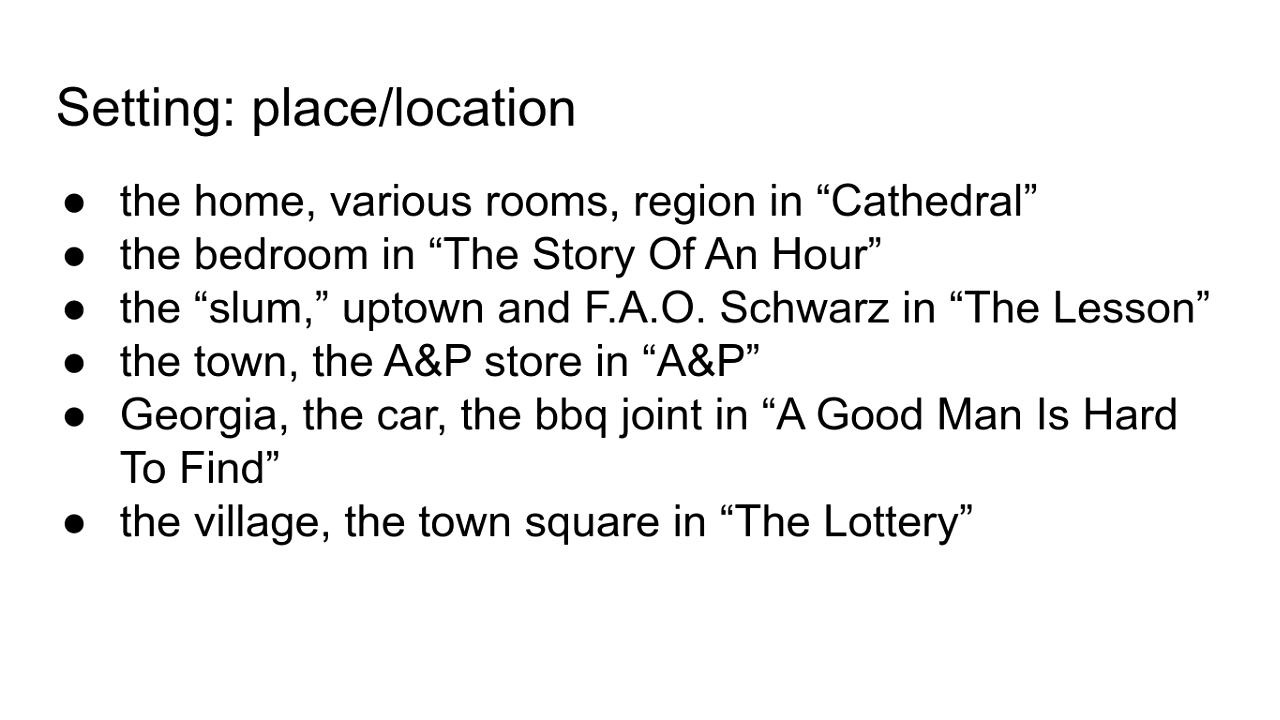 Setting: place/location
● the home, various rooms, region in “Cathedral”
● the bedroom in “The Story Of An Hour”
● the “slum,” uptown and F.A.O. Schwarz in “The Lesson”
● the town, the A&P store in “A&P”
● Georgia, the car, the bbq joint in “A Good Man Is Hard
To Find”
● the village, the town square in “The Lottery”